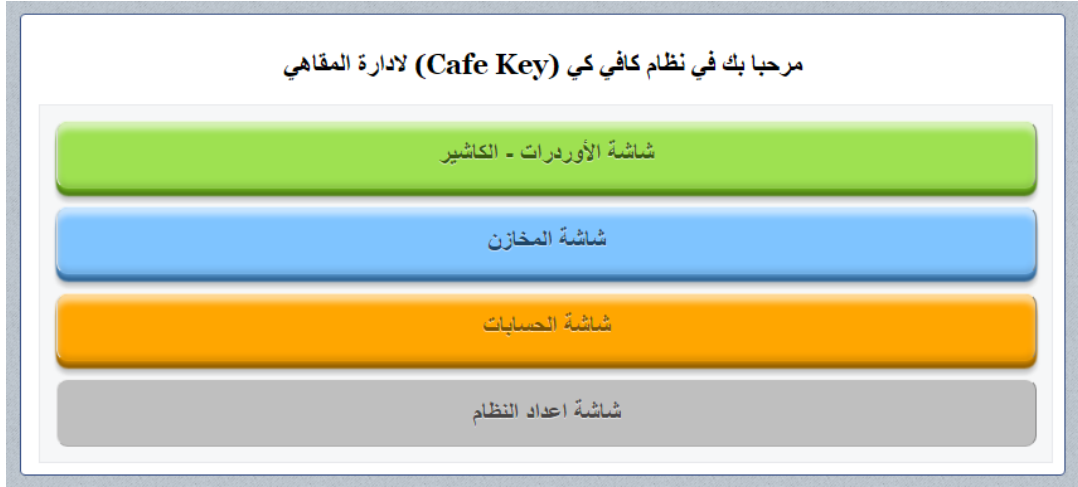 مرحبا بك في نظام كافي كي (Cafe Key) لادارة المقاهي
شاشة الأوردرات - الكاشير
شاشة المخازن
شاشة الحسابات
شاشة اعداد النظام